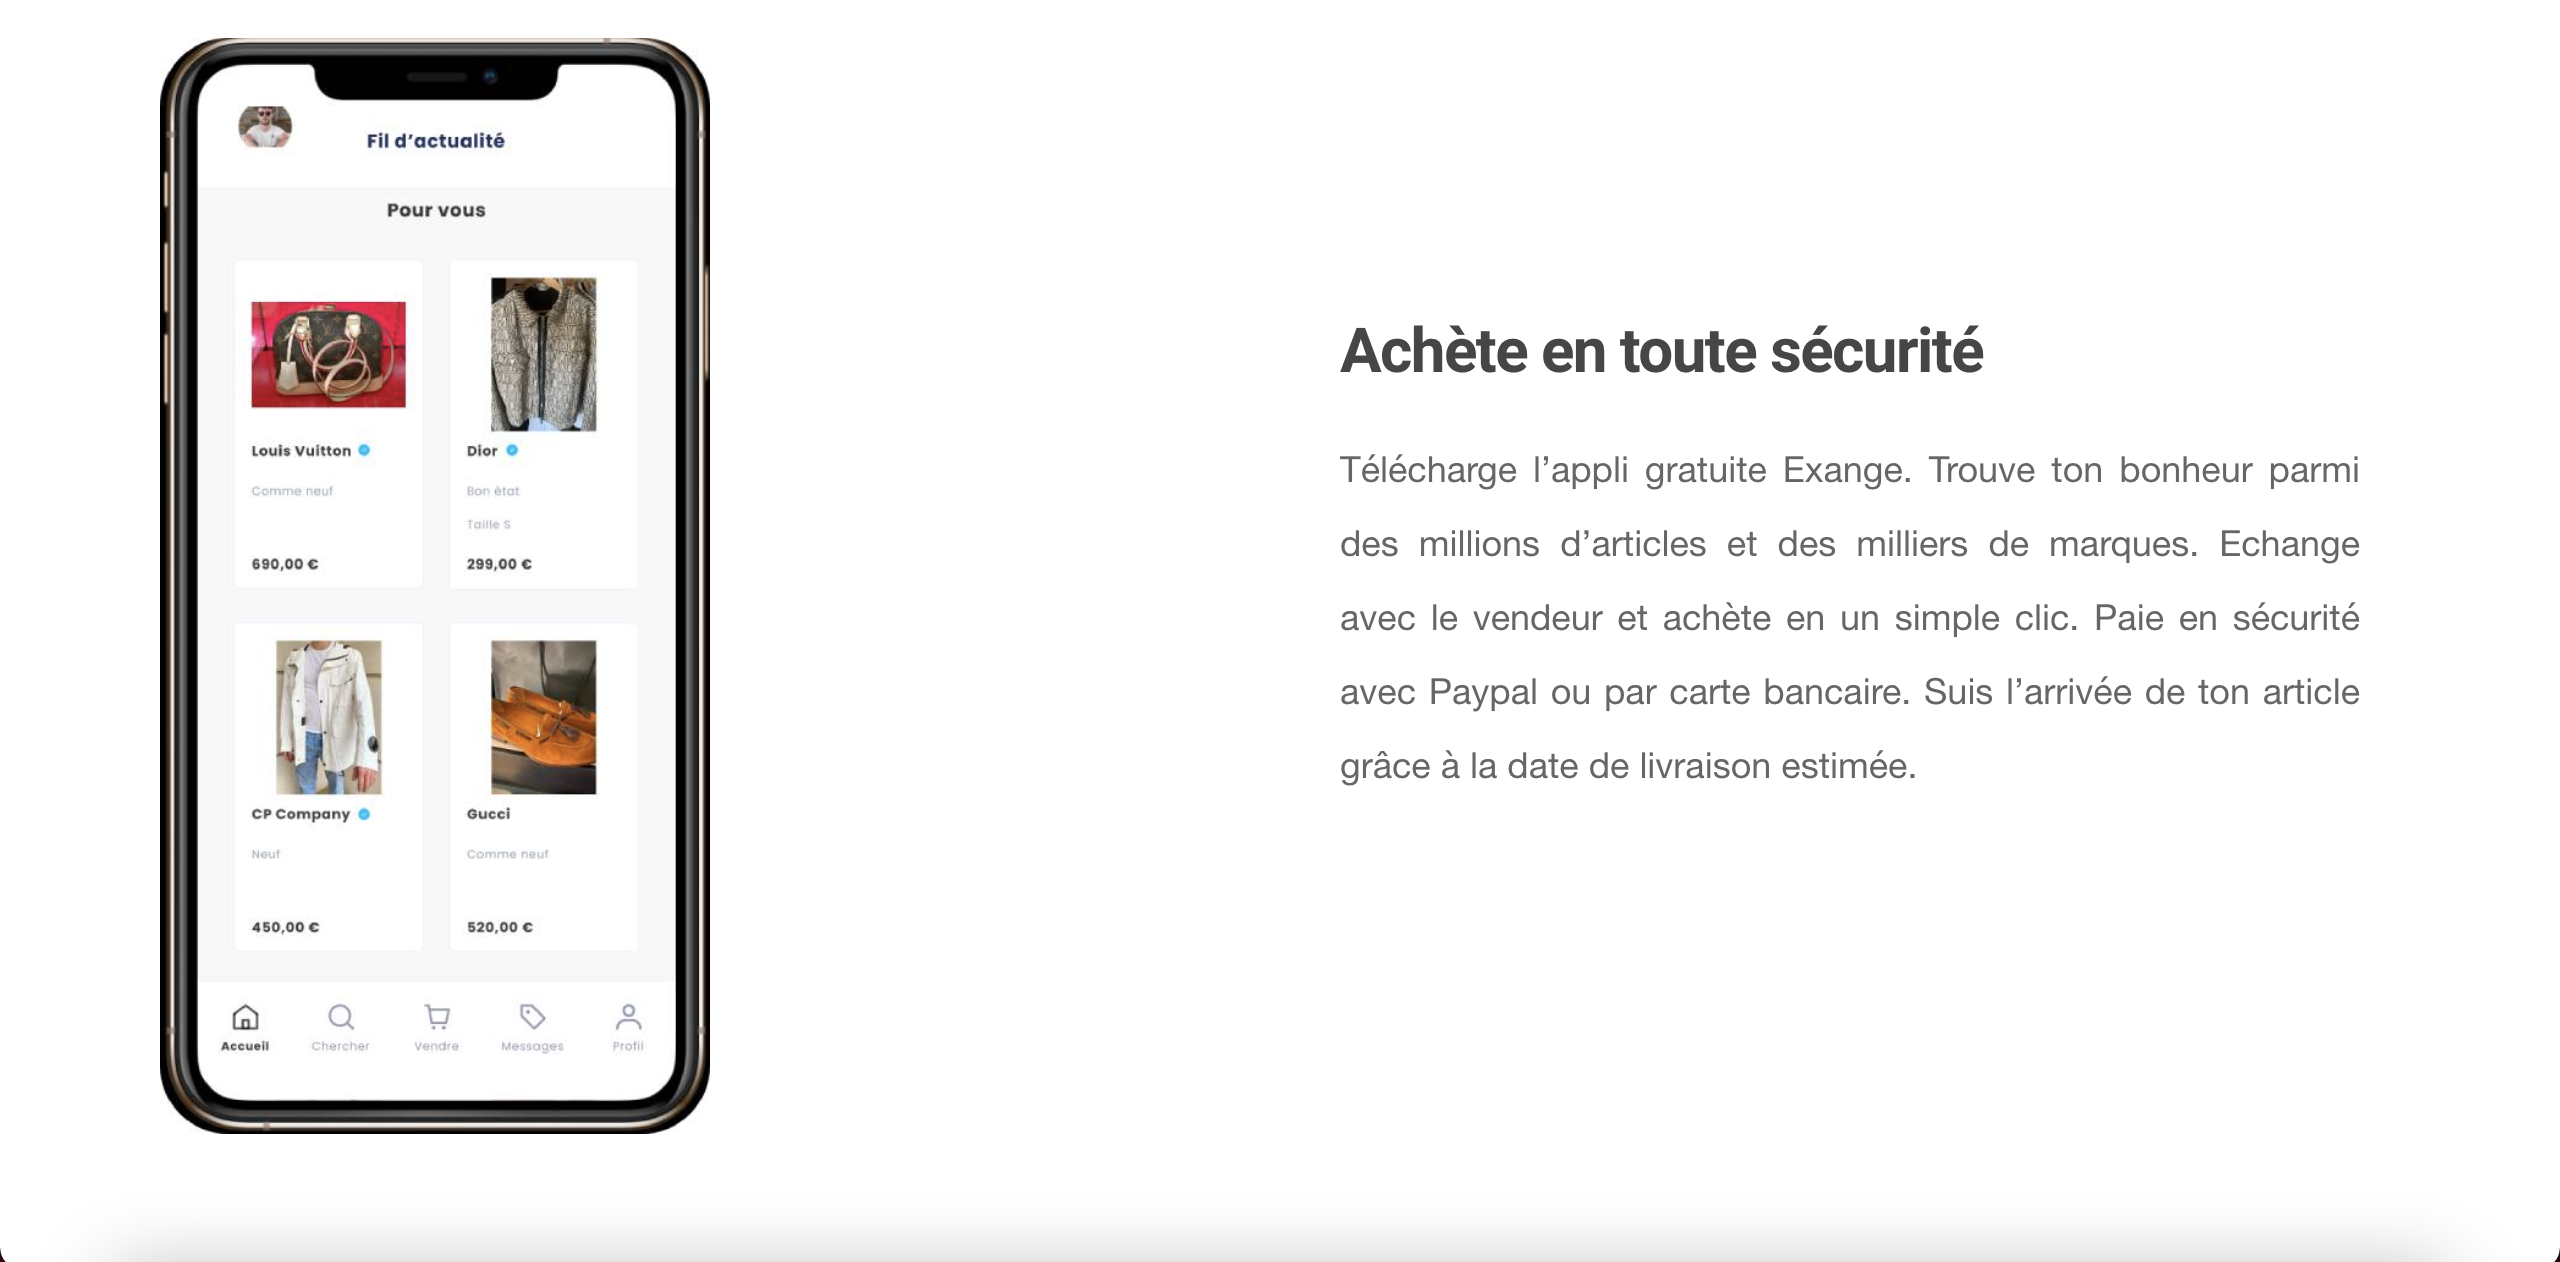 Fil d’actualité
Pour vous
Louis Vuitton
Comme neuf
690,00 €
Dior
Bon état
Taille S
299,00 €
CP Company
Neuf
450,00 €
Gucci
Comme neuf
520,00 €
Accueil
Chercher
Vendre
Messages
Profil
Achète en toute sécurité
Télécharge l’appli gratuite Exange. Trouve ton bonheur parmi
des millions d’articles et des milliers de marques. Echange
avec le vendeur et achète en un simple clic. Paie en sécurité
avec Paypal ou par carte bancaire. Suis l’arrivée de ton article
grâce à la date de livraison estimée.